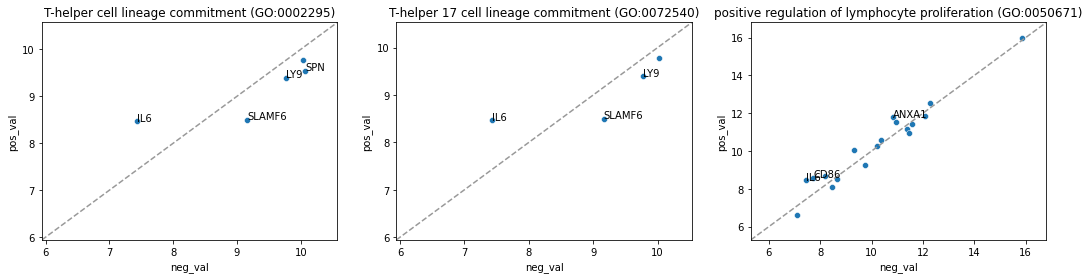 T-helper cell lineage commitment (GO:0002295)
10
9
8
7
6
pos_val
IL6
SLAMF6
LY9
SPN
6
7
8
9
10
neg_val
T-helper 17 cell lineage commitment (GO:0072540)
10
9
8
7
6
pos_val
IL6
SLAMF6
LY9
6
7
8
9
10
neg_val
positive regulation of lymphocyte proliferation (GO:0050671)
16
14
12
10
8
6
pos_val
ANXA1
IL6
CD86
6
8
10
12
14
16
neg_val